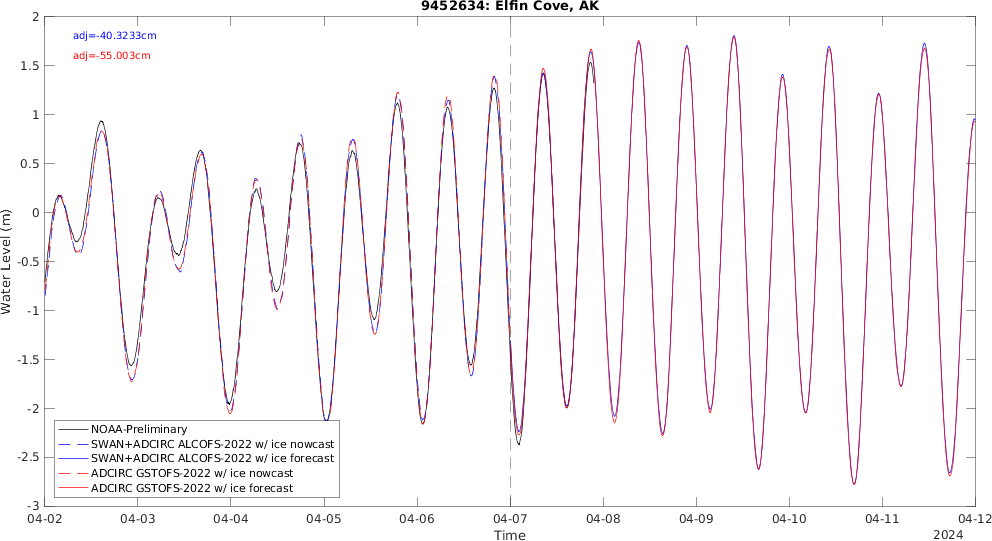 9452634: Elfin Cove, AK
adj=-40.3233cm
adj=-55.003cm
2
1.5
1
0.5
0
-0.5
-1
-1.5
-2
-2.5
-3
Water Level (m)
NOAA-Preliminary
SWAN+ADCIRC ALCOFS-2022 w/ ice nowcast
SWAN+ADCIRC ALCOFS-2022 w/ ice forecast
ADCIRC GSTOFS-2022 w/ ice nowcast
ADCIRC GSTOFS-2022 w/ ice forecast
04-02 04-03 04-04 04-05 04-06 04-07 04-08 04-09 04-10 04-11 04-12
Time
2024